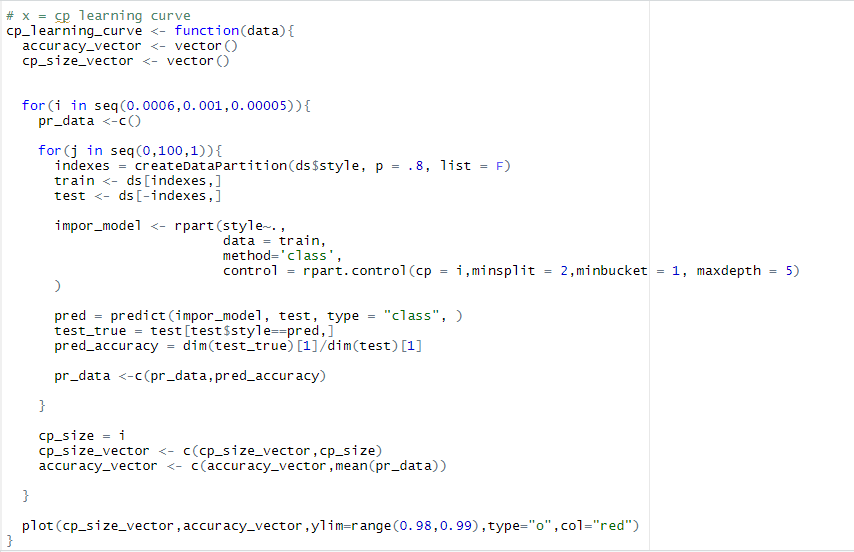 # x = cp learning curve
cp_learning_curve <- function(data){
  accuracy_vector <- vector()
  cp_size_vector <- vector()
  for(i in seq(0.0006,0.001,0.00005)){
    pr_data <-c()
    for(j in seq(0,100,1)){
      indexes = createDataPartition(ds$style, p = .8, list = F)
      train <- ds[indexes,]
      test <- ds[-indexes,]
      impor_model <- rpart(style~.,
                           data = train,
                           method='class',
                           control = rpart.control(cp = i,minsplit = 2,minbucket = 1, maxdepth = 5)
      )
      pred = predict(impor_model, test, type = "class", )
      test_true = test[test$style==pred,]
      pred_accuracy = dim(test_true)[1]/dim(test)[1]
      pr_data <-c(pr_data,pred_accuracy)
    }
    cp_size = i
    cp_size_vector <- c(cp_size_vector,cp_size)
    accuracy_vector <- c(accuracy_vector,mean(pr_data))
  }
  plot(cp_size_vector,accuracy_vector,ylim=range(0.98,0.99),type="o",col="red")
}